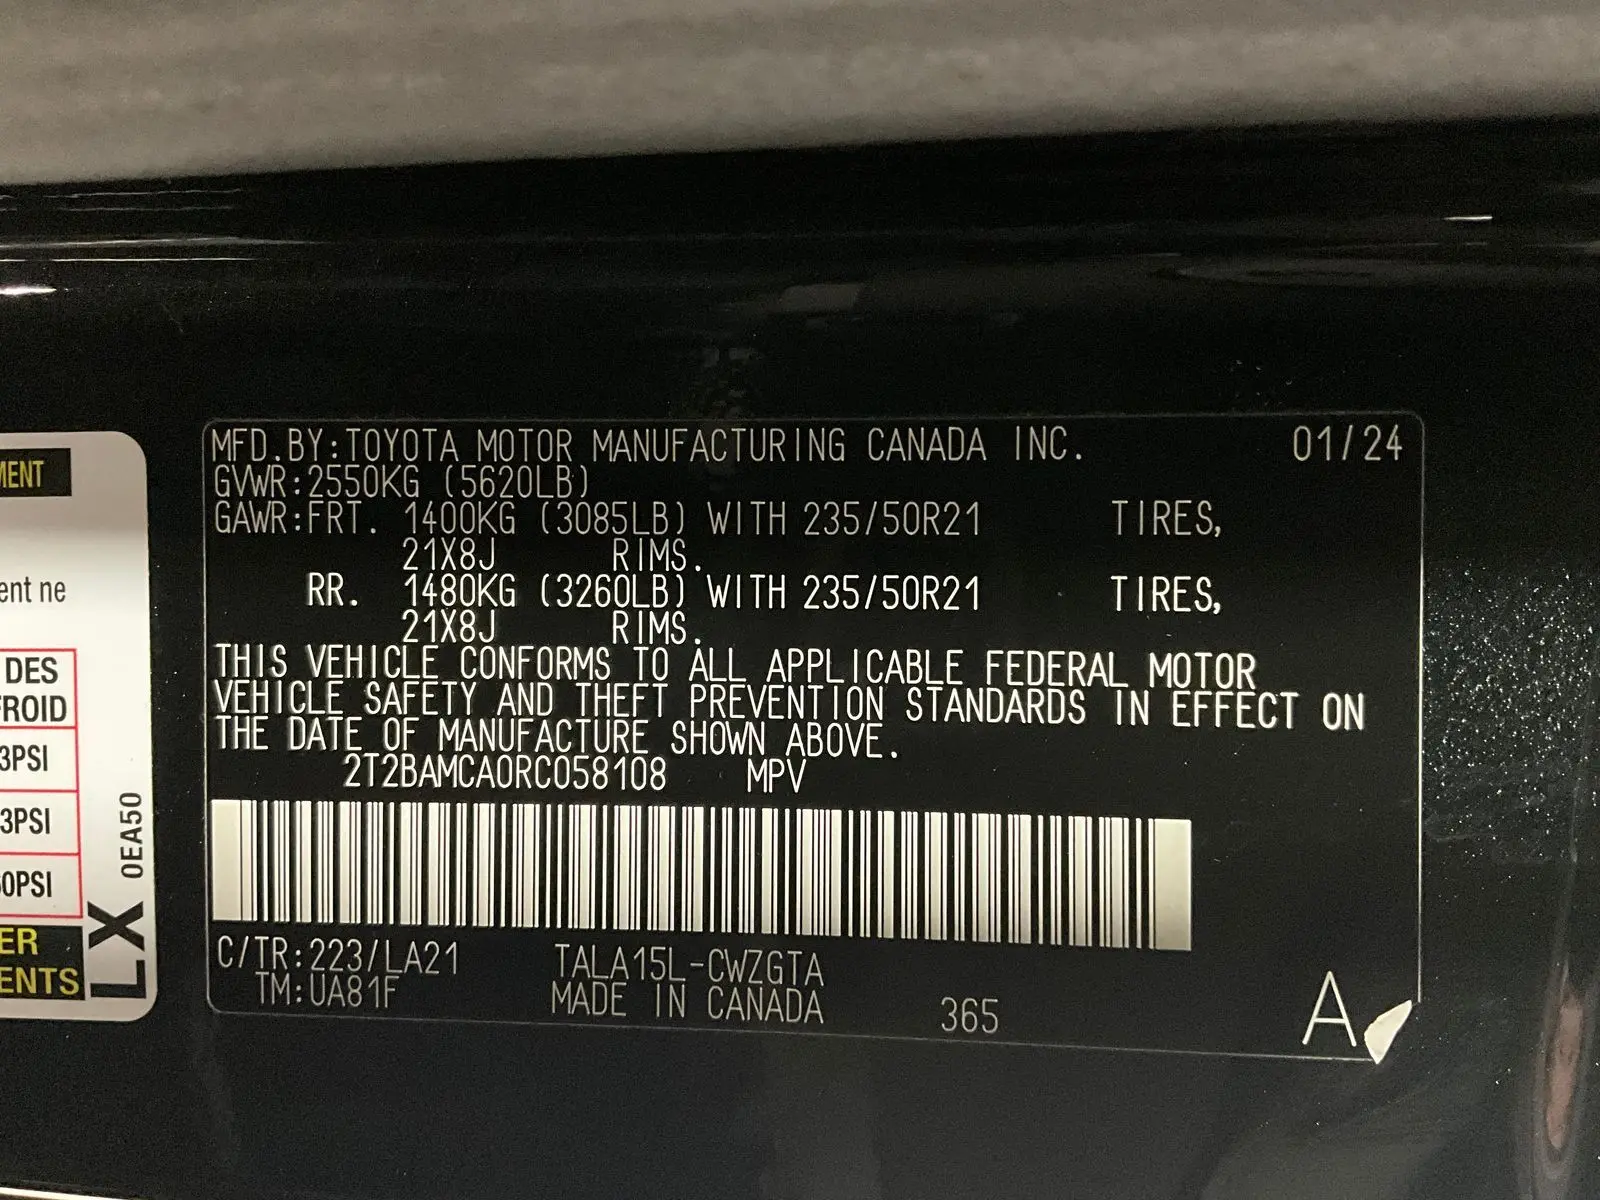 MENT
ent ne
DES
FROID
3PSI
3PSI
60PSI
ER
ENTS
LX 0EA50
MFD.BY:TOYOTA MOTOR MANUFACTURING CANADA INC. 01/24
GVWR:2550KG (5620LB)
GAWR:FRT. 1400KG (3085LB) WITH 235/50R21 TIRES,
21X8J RIMS.
RR. 1480KG (3260LB) WITH 235/50R21 TIRES,
21X8J RIMS.
THIS VEHICLE CONFORMS TO ALL APPLICABLE FEDERAL MOTOR
VEHICLE SAFETY AND THEFT PREVENTION STANDARDS IN EFFECT ON
THE DATE OF MANUFACTURE SHOWN ABOVE.
2T2BAMCA0RC058108 MPV
C/TR:223/LA21 TALA15L-CWZGTA
TM:UA81F MADE IN CANADA 365
A